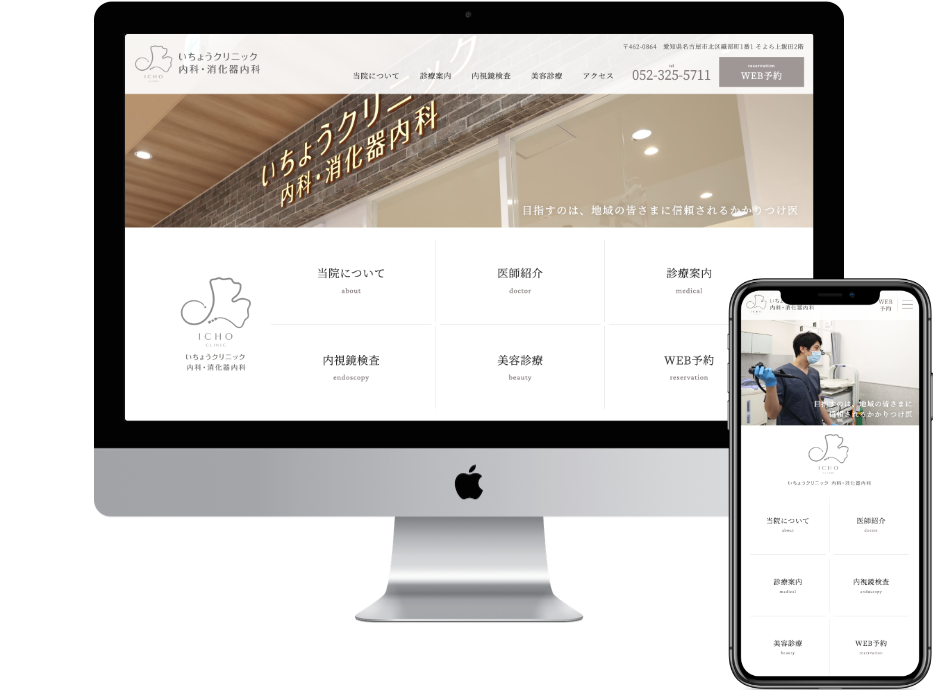 いちょうクリニック
内科・消化器内科
ICHO
〒462-0864 愛知県名古屋市北区織部町1番1 そよら上飯田2階
当院について 診療案内 内視鏡検査 美容診療 アクセス
tel
052-325-5711
reservation
WEB予約
いちょうクリニック
内科・消化器内科
目指すのは、地域の皆さまに信頼されるかかりつけ医
ICHO
CLINIC
いちょうクリニック
内科・消化器内科
当院について
about
医師紹介
doctor
診療案内
medical
内視鏡検査
endoscopy
美容診療
beauty
WEB予約
reservation
内科・消化器内科
WEB
予約
目指すのは、地域の皆さまに
信頼されるかかりつけ医
ICHO
いちょうクリニック 内科・消化器内科
当院について
about
医師紹介
doctor
診療案内
medical
内視鏡検査
endoscopy
美容診療
beauty
WEB予約
reservation